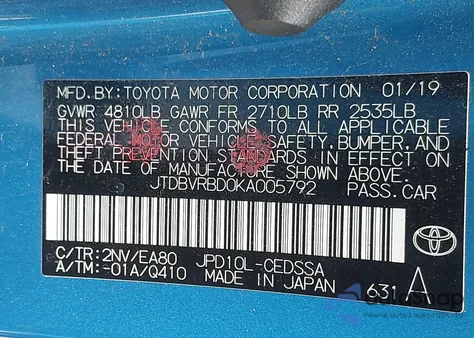 MFD.BY:TOYOTA MOTOR CORPORATION 01/19
GVWR 4810LB GAWR FR 2710LB RR 2535LB
THIS VEHICLE CONFORMS TO ALL APPLICABLE
FEDERAL MOTOR VEHICLE SAFETY,BUMPER,AND
THEFT PREVENTION STANDARDS IN EFFECT ON
THE DATE OF MANUFACTURE SHOWN ABOVE.
JTDBVRBD0KA005792 PASS.CAR
C/TR:2NV/EA80 JPD10L-CEDSSA
A/TM:-01A/Q410 MADE IN JAPAN 631 A
TOYOTA